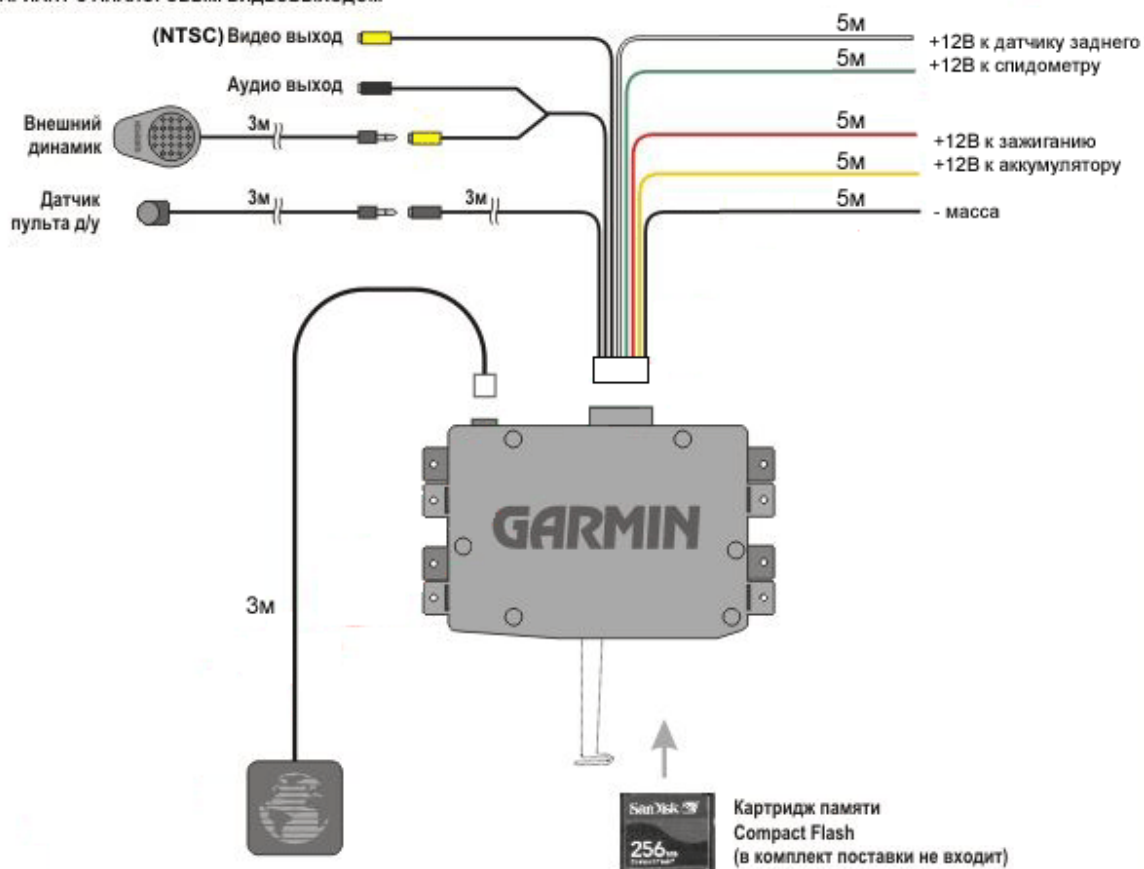 (NTSC) Видео выход
Аудио выход
Внешний
динамик
3м
Датчик
пульта д/у
3м
3м
5м
+12В к датчику заднего
5м
+12В к спидометру
5м
+12В к зажиганию
5м
+12В к аккумулятору
5м
- масса
GARMIN
3м
SanDisk
256
Картридж памяти
Compact Flash
(в комплект поставки не входит)